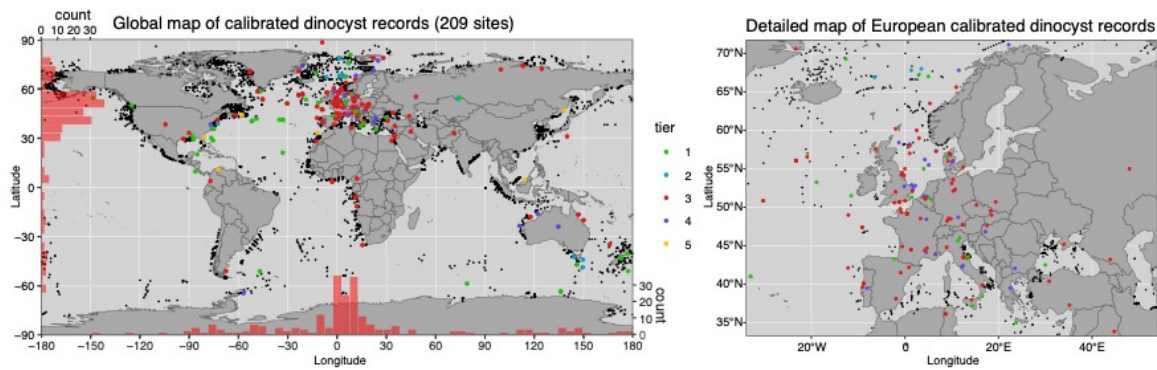 Global map of calibrated dinocyst records (209 sites)
count
0 10 20 30
90
60
30
0
−30
−60
−90
Latitude
−180 −150 −120 −90 −60 −30 0 30 60 90 120 150 180
Longitude
30
20
10
0
count
tier
1
2
3
4
5
Detailed map of European calibrated dinocyst records
70°N
65°N
60°N
55°N
50°N
45°N
40°N
35°N
Latitude
20°W 0° 20°E 40°E
Longitude